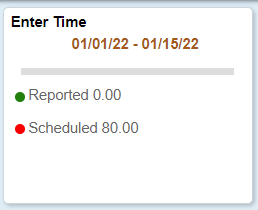 Enter Time
01/01/22 - 01/15/22
Reported 0.00
Scheduled 80.00